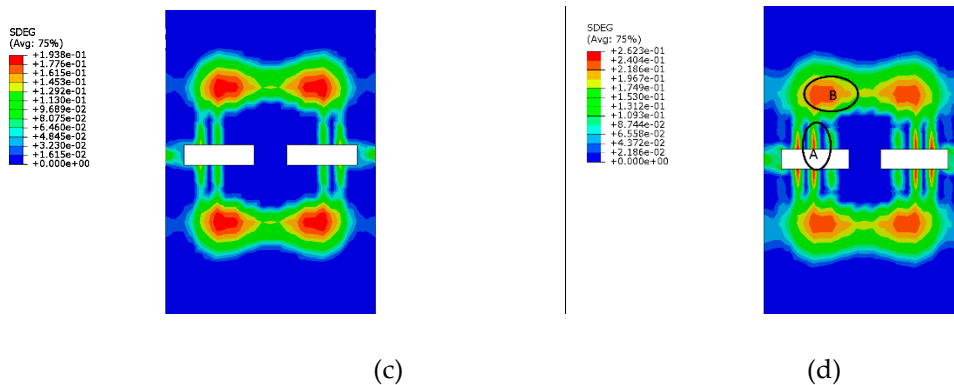 SDEG
(Avg: 75%)
+1.938e-01
+1.776e-01
+1.615e-01
+1.453e-01
+1.292e-01
+1.130e-01
+9.689e-02
+8.075e-02
+6.460e-02
+4.845e-02
+3.230e-02
+1.615e-02
+0.000e+00
(c)
SDEG
(Avg: 75%)
+2.623e-01
+2.404e-01
+2.186e-01
+1.967e-01
+1.749e-01
+1.530e-01
+1.312e-01
+1.093e-01
+8.744e-02
+6.558e-02
+4.372e-02
+2.186e-02
+0.000e+00
B
A
(d)